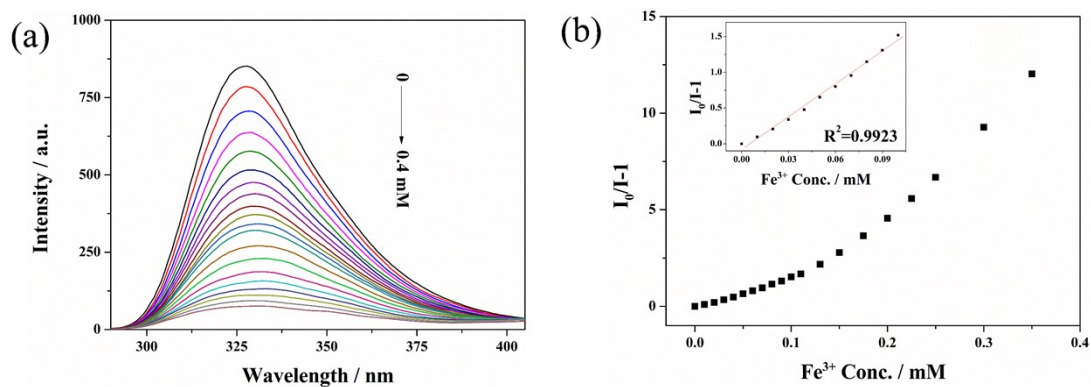 (a)
1000
750
500
250
0
300
325
350
375
400
Intensity / a.u.
Wavelength / nm
0
0.4 mM
(b)
15
10
5
0
0.0
0.1
0.2
0.3
0.4
I₀/I-1
Fe³⁺ Conc. / mM
1.5
1.0
0.5
0.0
0.00
0.03
0.06
0.09
I₀/I-1
Fe³⁺ Conc. / mM
R²=0.9923